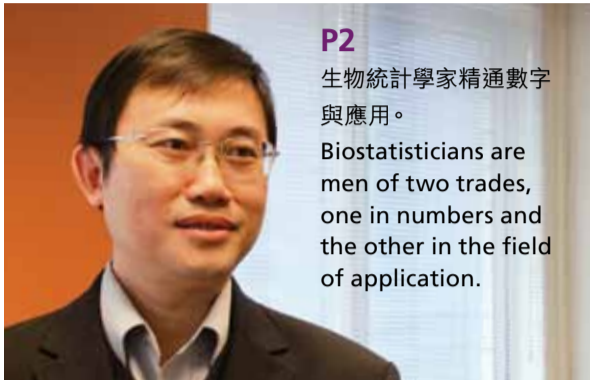 P2
生物統計學家精通數字
與應用。
Biostatisticians are
men of two trades,
one in numbers and
the other in the field
of application.